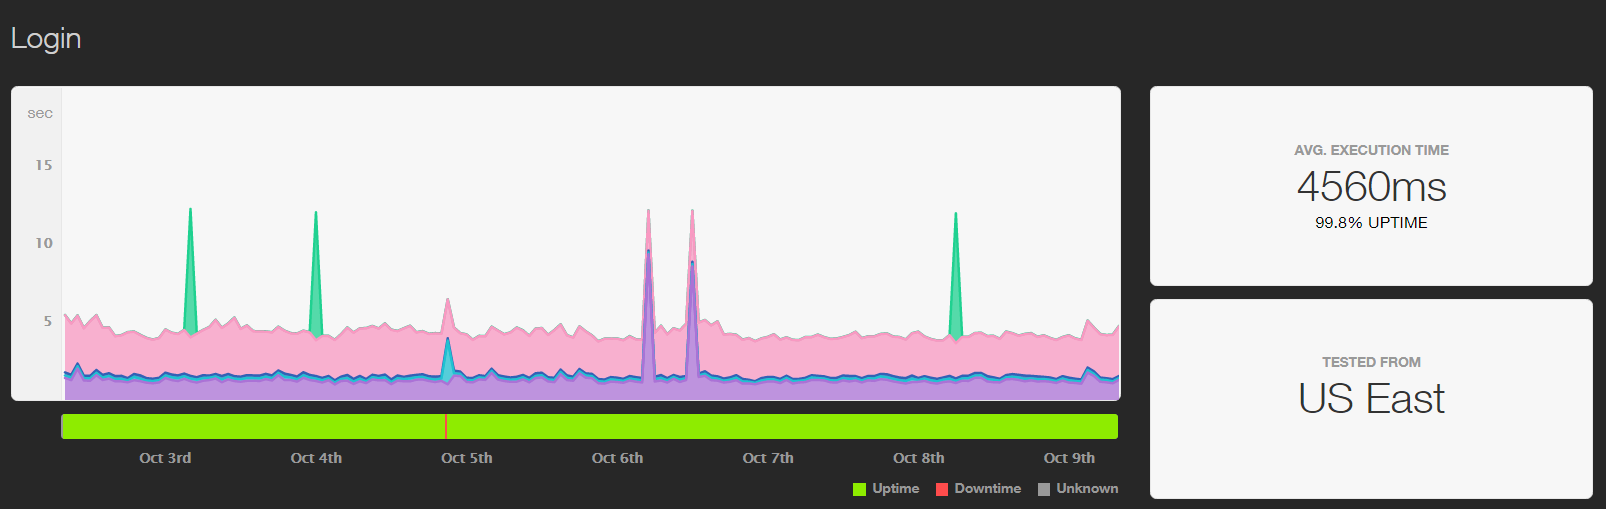 Login
sec
15
10
5
Oct 3rd Oct 4th Oct 5th Oct 6th Oct 7th Oct 8th Oct 9th
Uptime Downtime Unknown
AVG. EXECUTION TIME
4560ms
99.8% UPTIME
TESTED FROM
US East